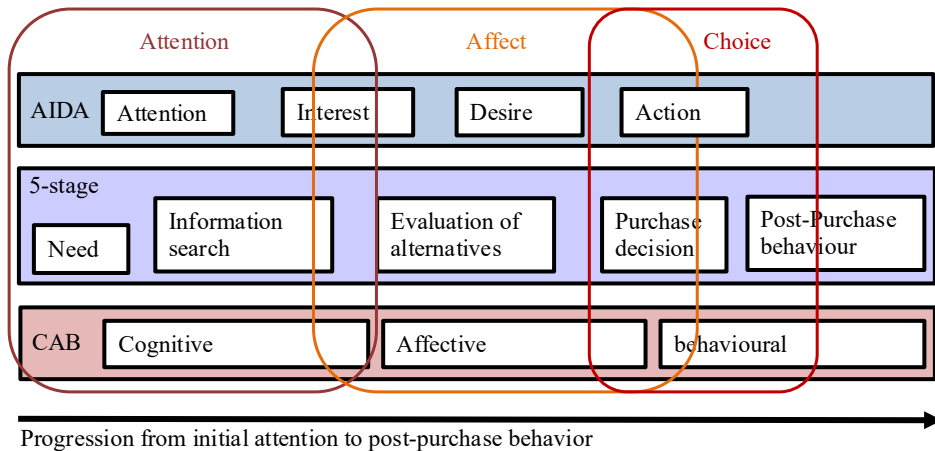 Attention
Affect
Choice
AIDA
Attention
Interest
Desire
Action
5-stage
Need
Information
search
Evaluation of
alternatives
Purchase
decision
Post-Purchase
behaviour
CAB
Cognitive
Affective
behavioural
Progression from initial attention to post-purchase behavior